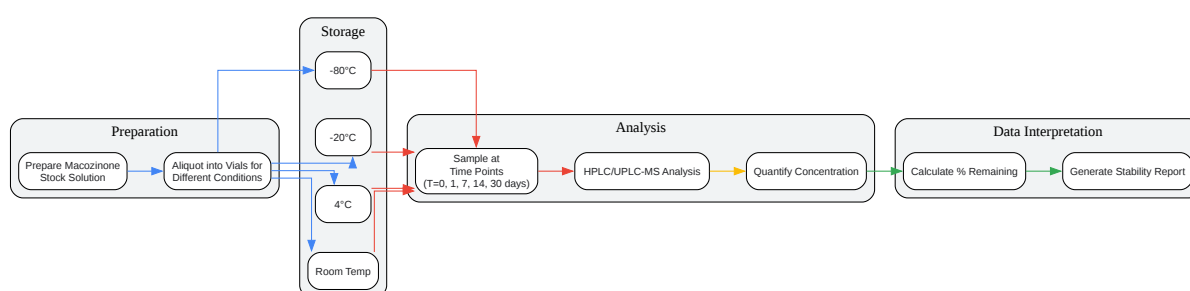 Preparation
Prepare Macozinone
Stock Solution
Aliquot into Vials for
Different Conditions
Storage
-80°C
-20°C
4°C
Room Temp
Analysis
Sample at
Time Points
(T=0, 1, 7, 14, 30 days)
HPLC/UPLC-MS Analysis
Quantify Concentration
Data Interpretation
Calculate % Remaining
Generate Stability Report